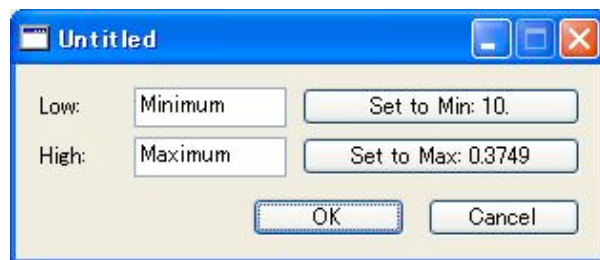 Untitled
Low: Minimum Set to Min: 10.
High: Maximum Set to Max: 0.3749
OK Cancel